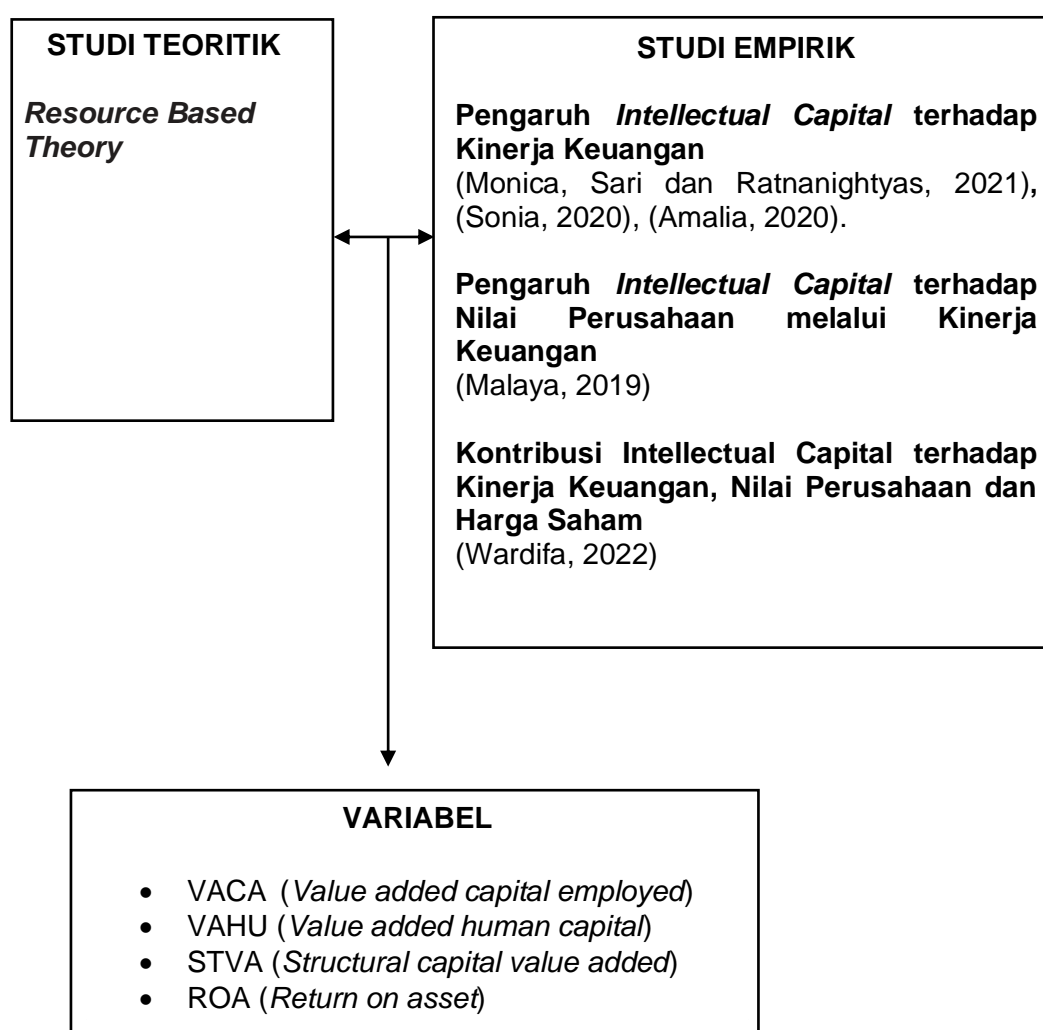 STUDI TEORITIK
Resource Based
Theory
STUDI EMPIRIK
Pengaruh Intellectual Capital terhadap
Kinerja Keuangan
(Monica, Sari dan Ratnanightyas, 2021),
(Sonia, 2020), (Amalia, 2020).
Pengaruh Intellectual Capital terhadap
Nilai Perusahaan melalui Kinerja
Keuangan
(Malaya, 2019)
Kontribusi Intellectual Capital terhadap
Kinerja Keuangan, Nilai Perusahaan dan
Harga Saham
(Wardifa, 2022)
VARIABEL
• VACA (Value added capital employed)
• VAHU (Value added human capital)
• STVA (Structural capital value added)
• ROA (Return on asset)